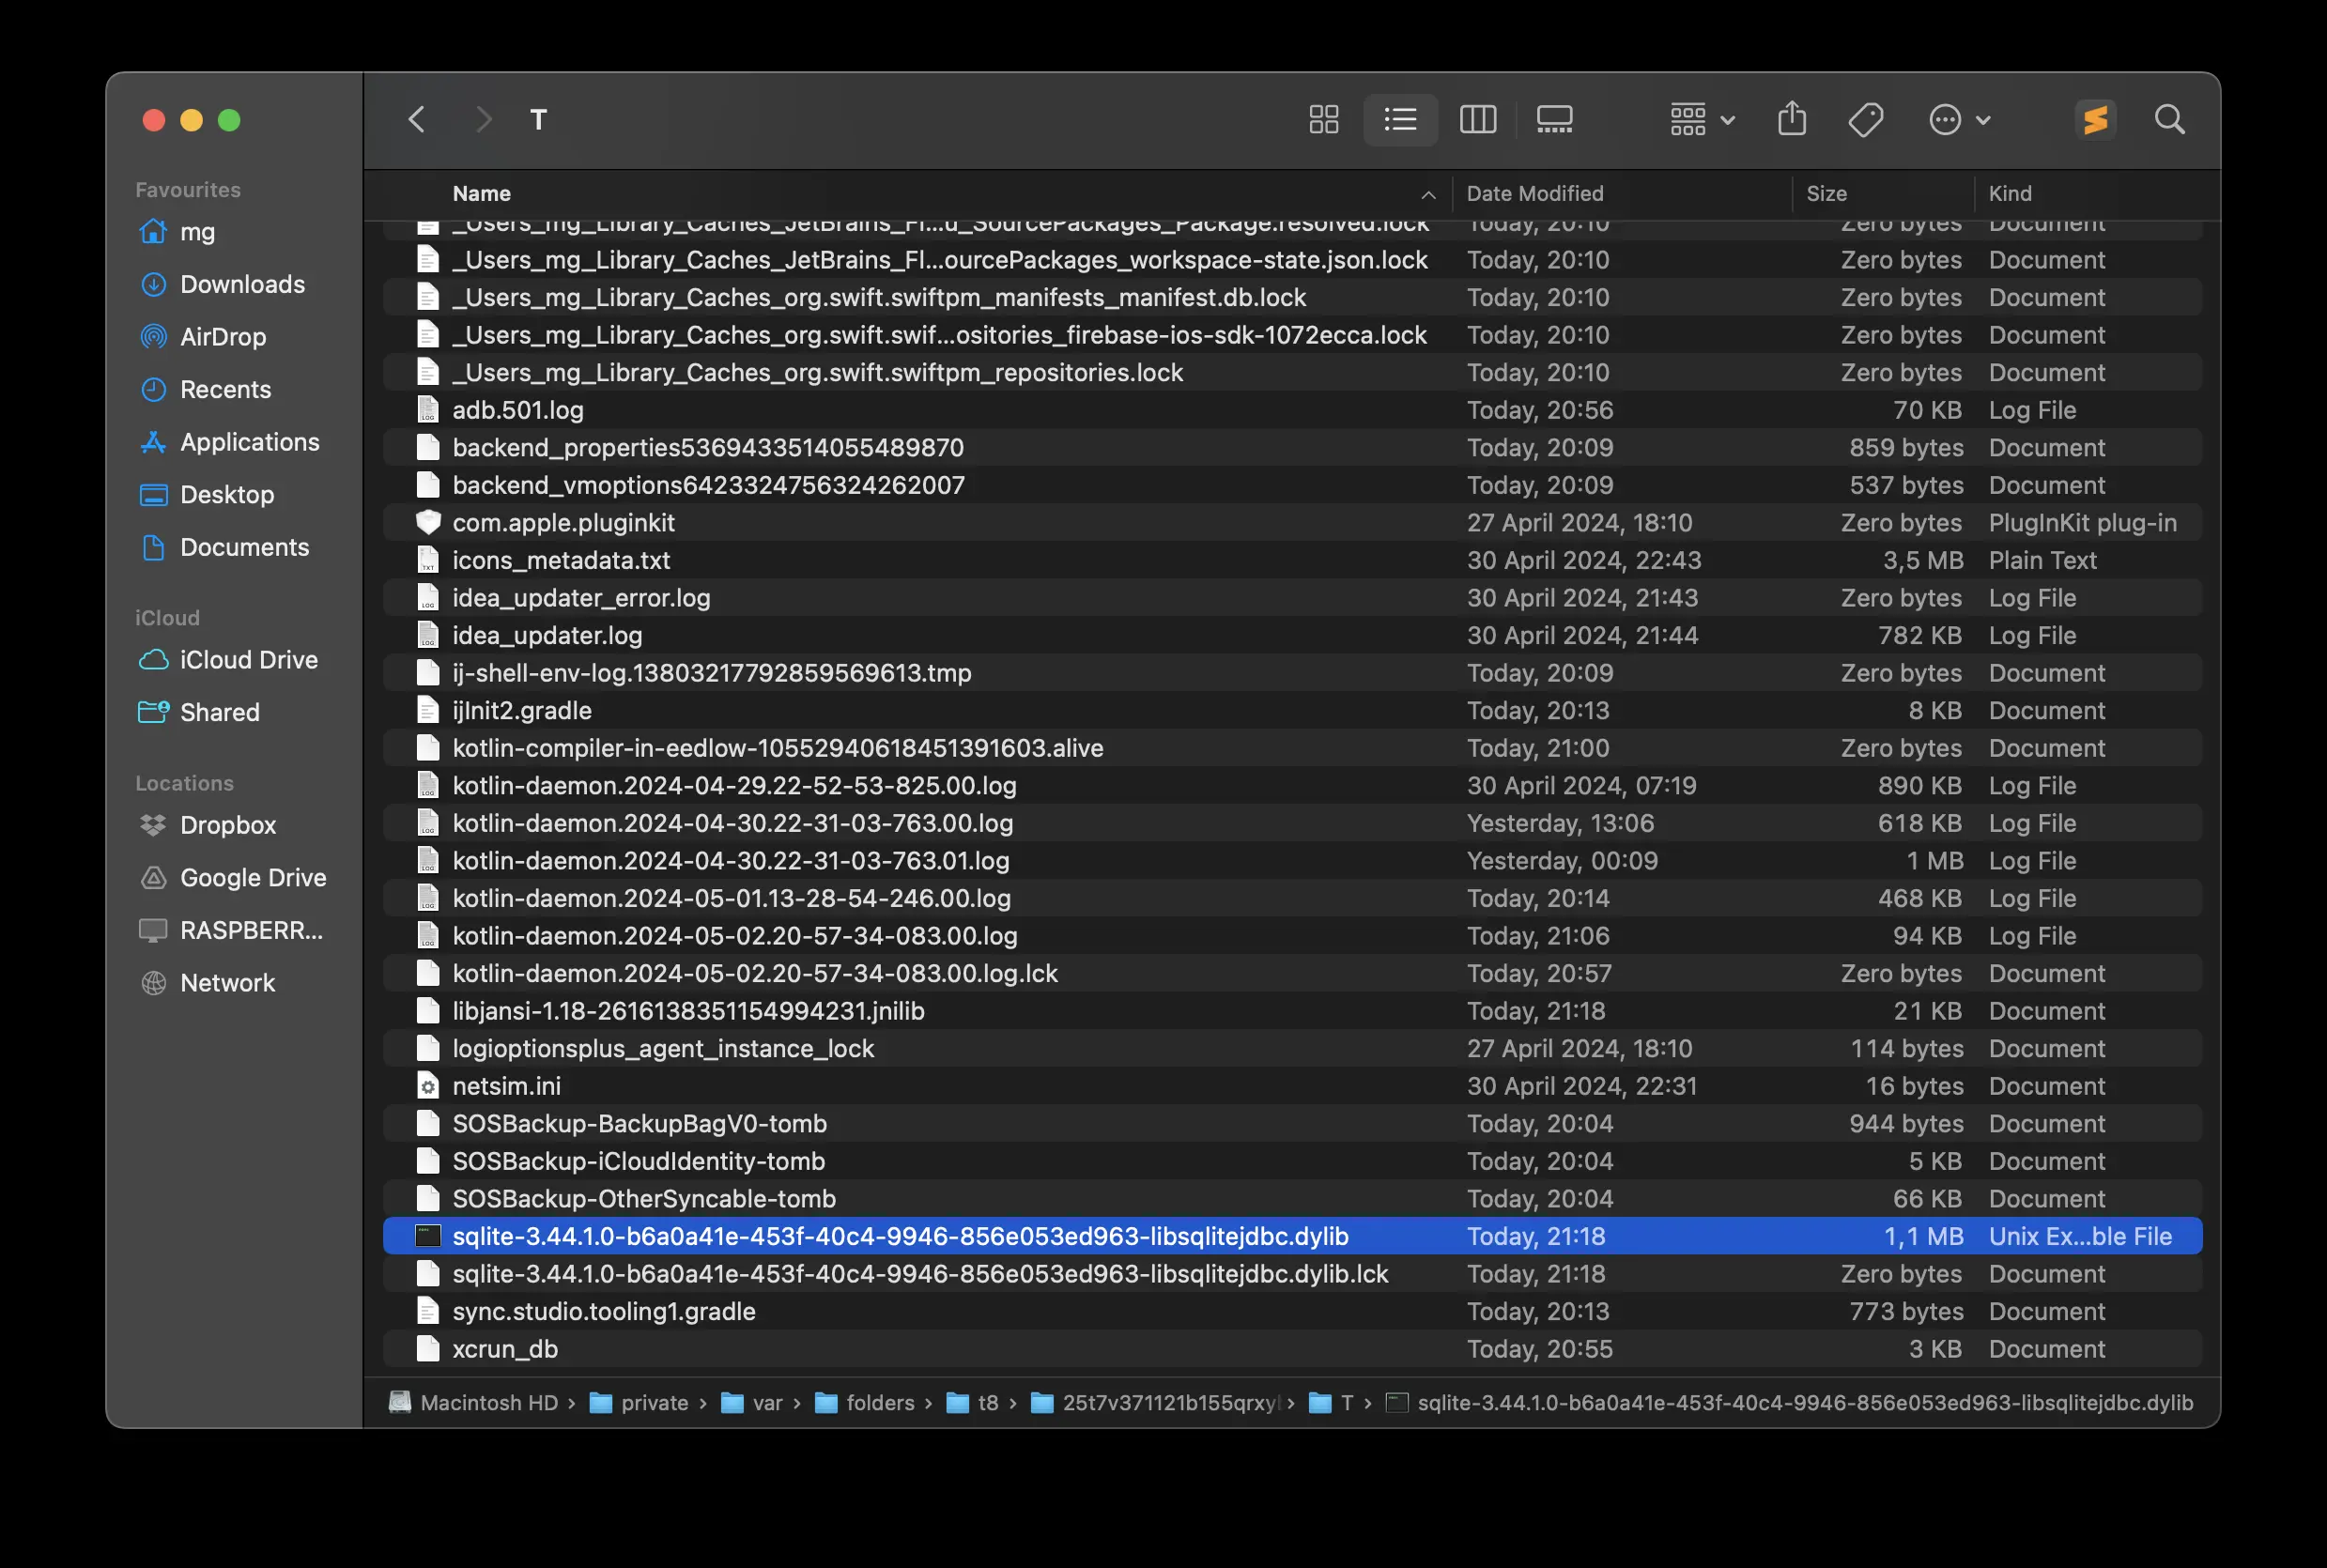 T
Favourites
mg
Downloads
AirDrop
Recents
Applications
Desktop
Documents
iCloud
iCloud Drive
Shared
Locations
Dropbox
Google Drive
RASPBERR...
Network
Name Date Modified Size Kind
_Users_mg_Library_Caches_JetBrains_Fl...d_SourcePackages_Package.resolved.lock Today, 20:10 Zero bytes Document
_Users_mg_Library_Caches_JetBrains_Fl...ourcePackages_workspace-state.json.lock Today, 20:10 Zero bytes Document
_Users_mg_Library_Caches_org.swift.swiftpm_manifests_manifest.db.lock Today, 20:10 Zero bytes Document
_Users_mg_Library_Caches_org.swift.swif...ositories_firebase-ios-sdk-1072ecca.lock Today, 20:10 Zero bytes Document
_Users_mg_Library_Caches_org.swift.swiftpm_repositories.lock Today, 20:10 Zero bytes Document
adb.501.log Today, 20:56 70 KB Log File
backend_properties5369433514055489870 Today, 20:09 859 bytes Document
backend_vmoptions6423324756324262007 Today, 20:09 537 bytes Document
com.apple.pluginkit 27 April 2024, 18:10 Zero bytes PlugInKit plug-in
icons_metadata.txt 30 April 2024, 22:43 3,5 MB Plain Text
idea_updater_error.log 30 April 2024, 21:43 Zero bytes Log File
idea_updater.log 30 April 2024, 21:44 782 KB Log File
ij-shell-env-log.13803217792859569613.tmp Today, 20:09 Zero bytes Document
ijInit2.gradle Today, 20:13 8 KB Document
kotlin-compiler-in-eedlow-10552940618451391603.alive Today, 21:00 Zero bytes Document
kotlin-daemon.2024-04-29.22-52-53-825.00.log 30 April 2024, 07:19 890 KB Log File
kotlin-daemon.2024-04-30.22-31-03-763.00.log Yesterday, 13:06 618 KB Log File
kotlin-daemon.2024-04-30.22-31-03-763.01.log Yesterday, 00:09 1 MB Log File
kotlin-daemon.2024-05-01.13-28-54-246.00.log Today, 20:14 468 KB Log File
kotlin-daemon.2024-05-02.20-57-34-083.00.log Today, 21:06 94 KB Log File
kotlin-daemon.2024-05-02.20-57-34-083.00.log.lck Today, 20:57 Zero bytes Document
libjansi-1.18-2616138351154994231.jnilib Today, 21:18 21 KB Document
logioptionsplus_agent_instance_lock 27 April 2024, 18:10 114 bytes Document
netsim.ini 30 April 2024, 22:31 16 bytes Document
SOSBackup-BackupBagV0-tomb Today, 20:04 944 bytes Document
SOSBackup-iCloudIdentity-tomb Today, 20:04 5 KB Document
SOSBackup-OtherSyncable-tomb Today, 20:04 66 KB Document
sqlite-3.44.1.0-b6a0a41e-453f-40c4-9946-856e053ed963-libsqlitejdbc.dylib Today, 21:18 1,1 MB Unix Ex...ble File
sqlite-3.44.1.0-b6a0a41e-453f-40c4-9946-856e053ed963-libsqlitejdbc.dylib.lck Today, 21:18 Zero bytes Document
sync.studio.tooling1.gradle Today, 20:13 773 bytes Document
xcrun_db Today, 20:55 3 KB Document
Macintosh HD › private › var › folders › t8 › 25t7v371121b155qrxy › T › sqlite-3.44.1.0-b6a0a41e-453f-40c4-9946-856e053ed963-libsqlitejdbc.dylib